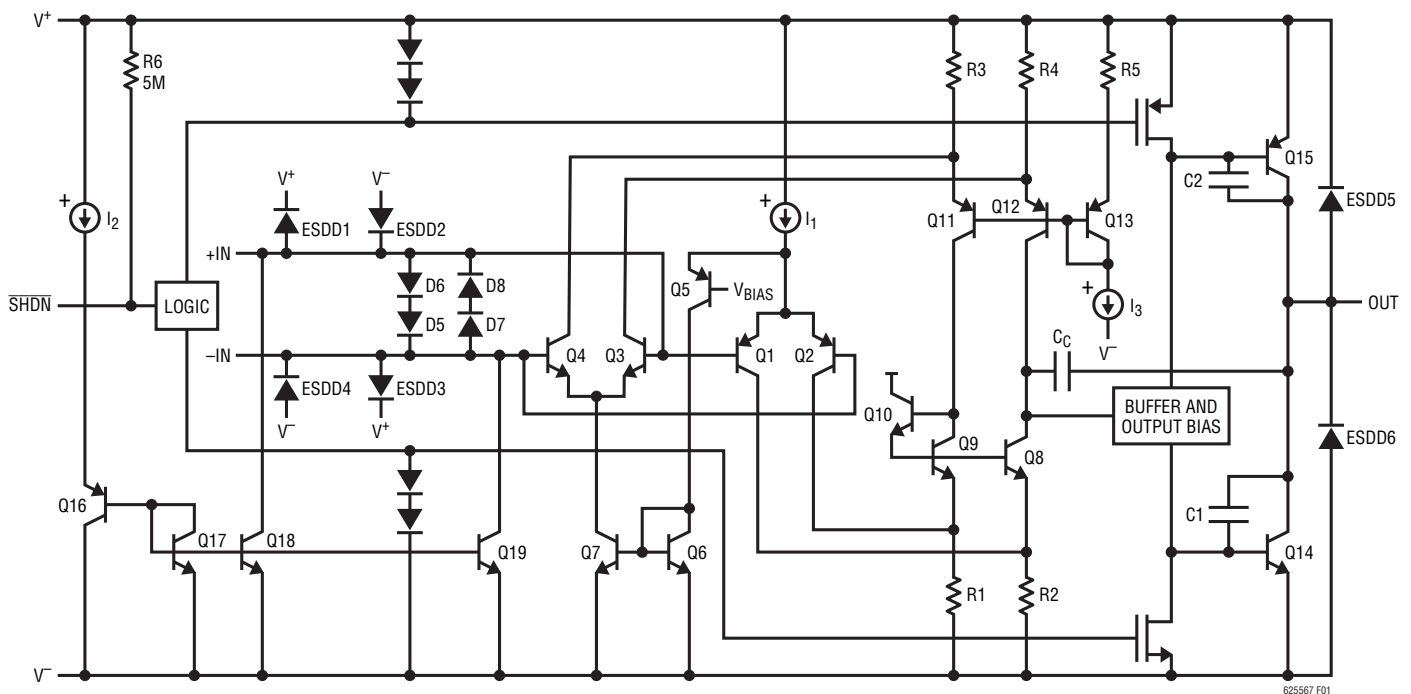 V+
R6
5M
R3
R4
R5
Q15
C2
V+
V−
+
I2
ESDD1
ESDD2
+
I1
Q11
Q12
Q13
ESDD5
+IN
D6
D8
Q5
VBIAS
+
I3
SHDN
LOGIC
OUT
D5
D7
V−
−IN
Q4
Q3
Q1
Q2
CC
ESDD4
ESDD3
V−
V+
Q10
BUFFER AND
OUTPUT BIAS
ESDD6
Q9
Q8
Q16
C1
Q17
Q18
Q19
Q7
Q6
Q14
R1
R2
V−
625567 F01